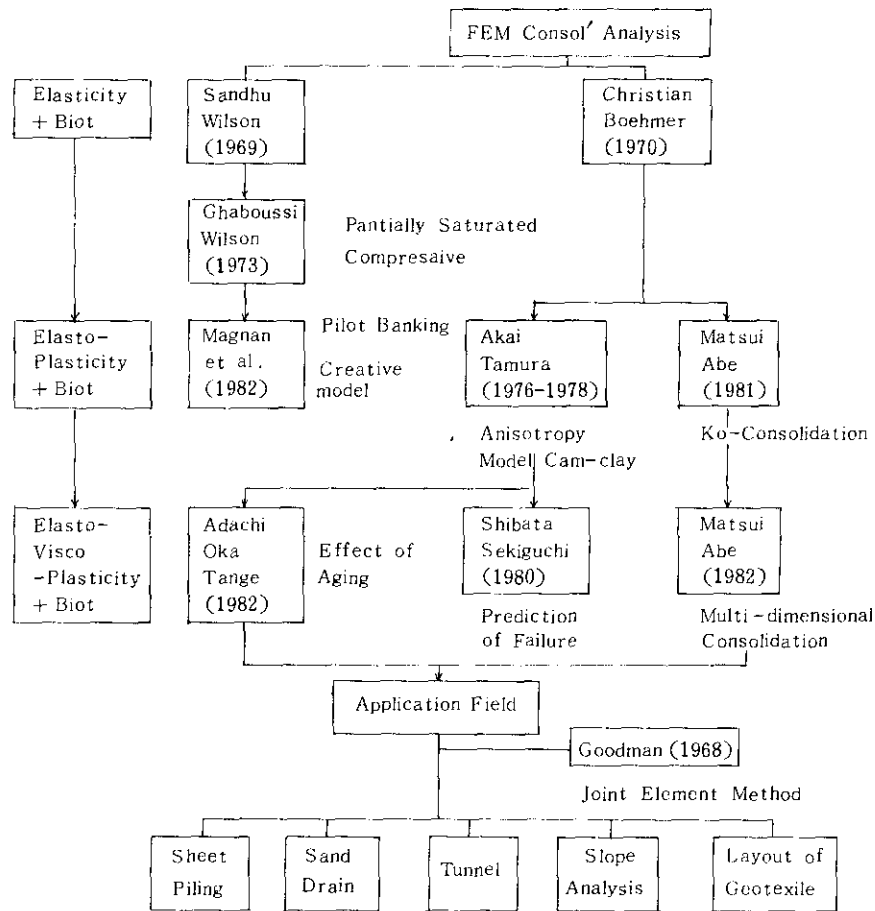 FEM Consol' Analysis
Elasticity
+ Biot
Sandhu
Wilson
(1969)
Christian
Boehmer
(1970)
Ghaboussi
Wilson
(1973)
Pantially Saturated
Compresaive
Elasto-
Plasticity
+ Biot
Magnan
et al.
(1982)
Pilot Banking
Creative
model
Akai
Tamura
(1976-1978)
Matsui
Abe
(1981)
Anisotropy
Model Cam-clay
Ko-Consolidation
Elasto-
Visco
-Plasticity
+ Biot
Adachi
Oka
Tange
(1982)
Effect of
Aging
Shibata
Sekiguchi
(1980)
Matsui
Abe
(1982)
Prediction
of Failure
Multi-dimensional
Consolidation
Application Field
Goodman (1968)
Joint Element Method
Sheet
Piling
Sand
Drain
Tunnel
Slope
Analysis
Layout of
Geotexile